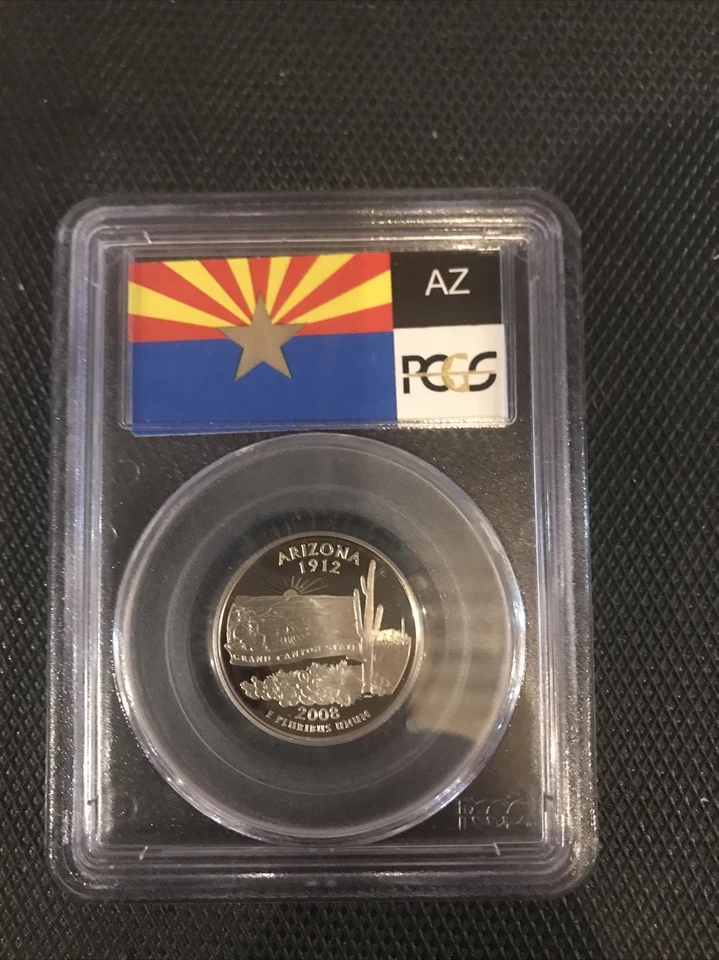 AZ
PCGS
ARIZONA
1912
GRAND CANYON STATE
2008
E PLURIBUS UNUM
PCGS